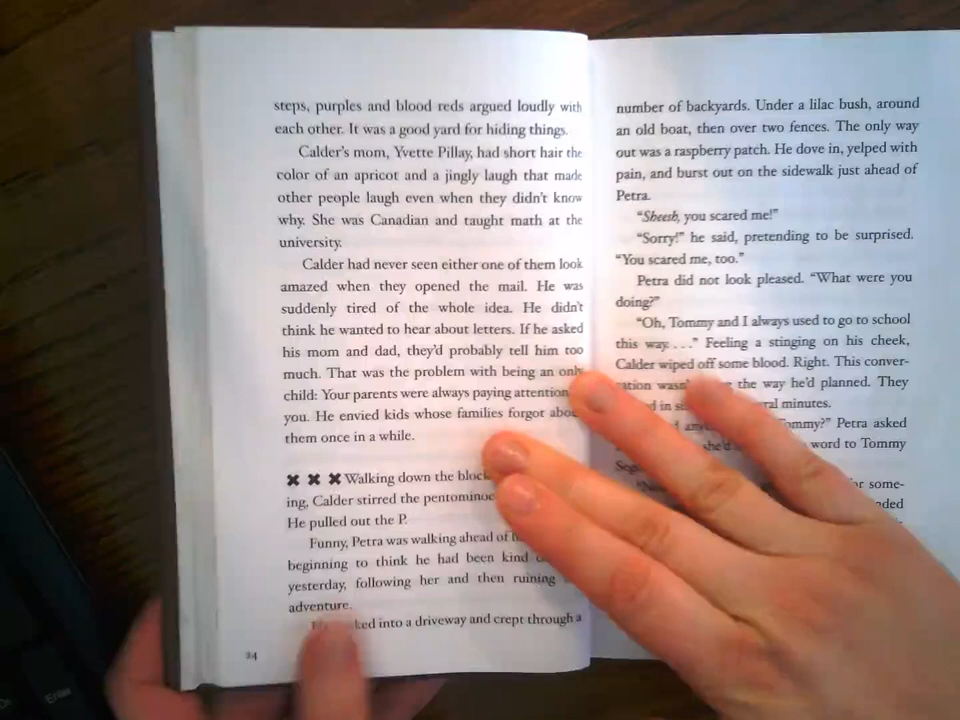 steps, purples and blood reds argued loudly with
each other. It was a good yard for hiding things.
Calder's mom, Yvette Pillay, had short hair the
color of an apricot and a jingly laugh that made
other people laugh even when they didn't know
why. She was Canadian and taught math at the
university.
Calder had never seen either one of them look
amazed when they opened the mail. He was
suddenly tired of the whole idea. He didn't
think he wanted to hear about letters. If he asked
his mom and dad, they'd probably tell him too
much. That was the problem with being an only
child: Your parents were always paying attention
you. He envied kids whose families forgot about
them once in a while.
✖ ✖ ✖ Walking down the block
ing, Calder stirred the pentominoe
He pulled out the P.
Funny, Petra was walking ahead of
beginning to think he had been kind
yesterday, following her and then ruining
adventure.
ked into a driveway and crept through a
24
number of backyards. Under a lilac bush, around
an old boat, then over two fences. The only way
out was a raspberry patch. He dove in, yelped with
pain, and burst out on the sidewalk just ahead of
Petra.
"Sheesh, you scared me!"
"Sorry!" he said, pretending to be surprised.
"You scared me, too."
Petra did not look pleased. "What were you
doing?"
"Oh, Tommy and I always used to go to school
this way. . . ." Feeling a stinging on his cheek,
Calder wiped off some blood. Right. This conver-
sation wasn't the way he'd planned. They
in ral minutes.
ommy?" Petra asked
she'd word to Tommy
or some-
nded
Enter